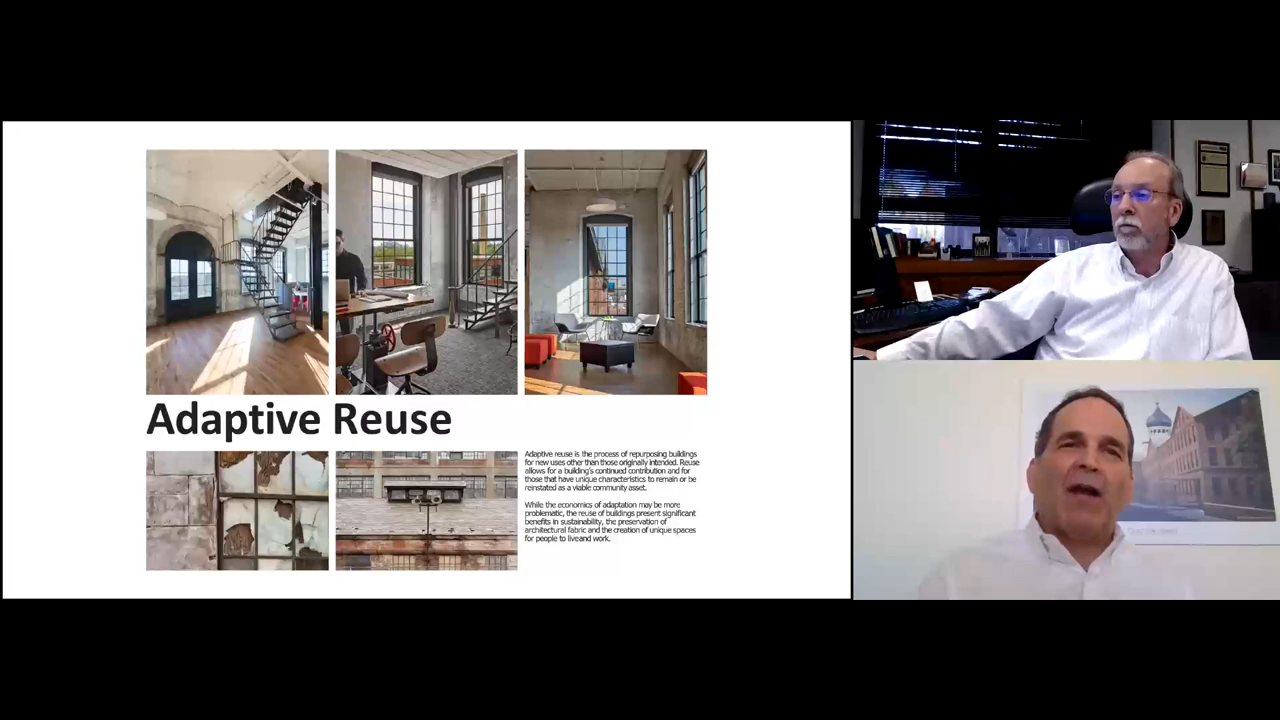 Adaptive Reuse
Adaptive reuse is the process of repurposing buildings
for new uses other than those originally intended. Reuse
allows for a building's continued contribution and for
those that have unique characteristics to remain or be
reinstated as a viable community asset.
While the economics of adaptation may be more
problematic, the reuse of buildings present significant
benefits in sustainability, the preservation of
architectural fabric and the creation of unique spaces
for people to live and work.